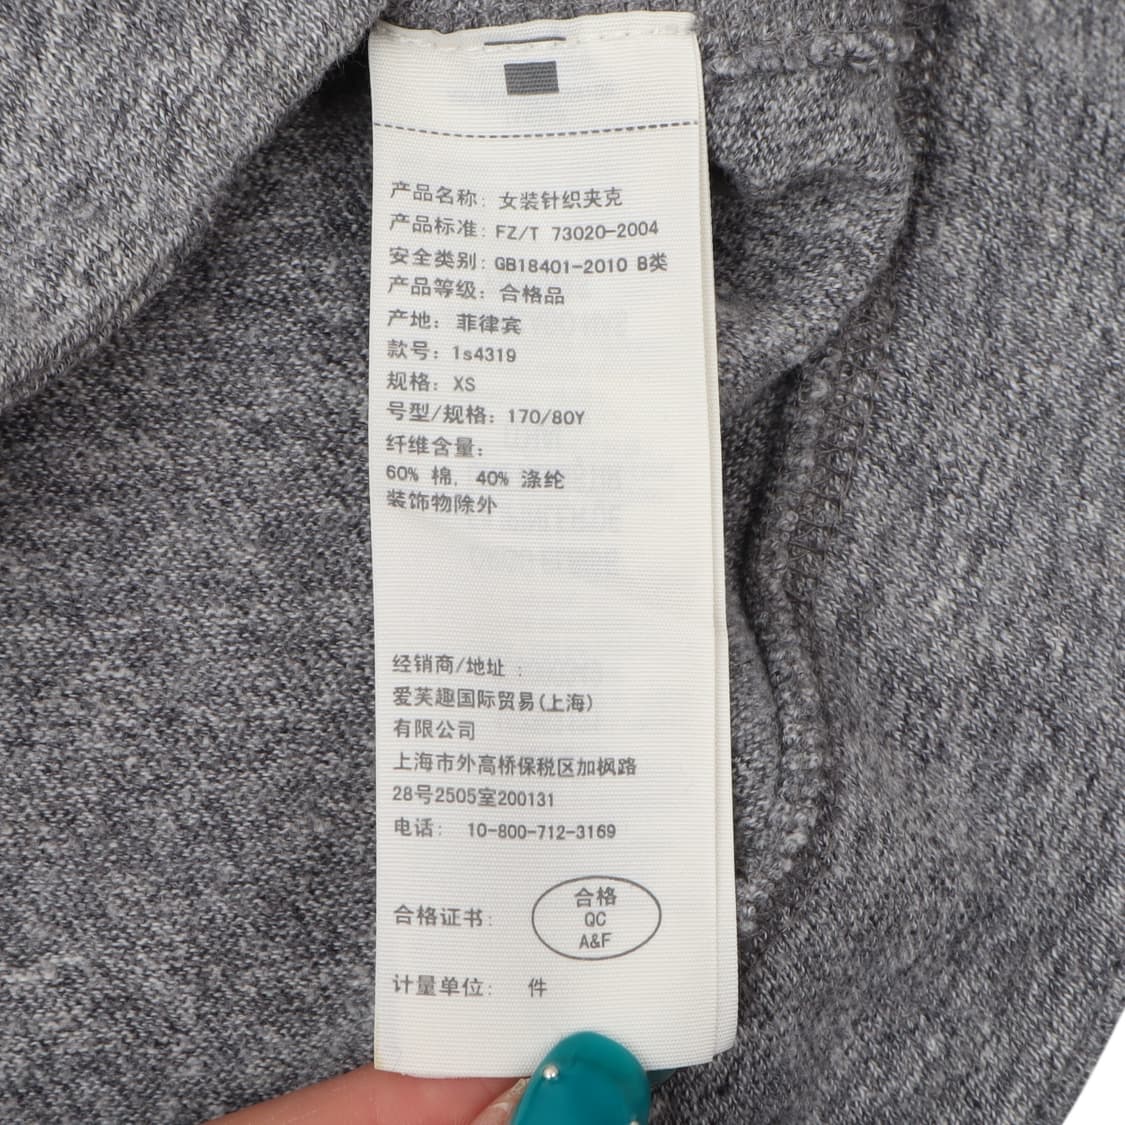 产品名称: 女装针织夹克
产品标准: FZ/T 73020-2004
安全类别: GB18401-2010 B类
产品等级: 合格品
产地: 菲律宾
款号: 1s4319
规格: XS
号型/规格: 170/80Y
纤维含量:
60% 棉, 40% 涤纶
装饰物除外
经销商/地址 :
爱芙趣国际贸易(上海)
有限公司
上海市外高桥保税区加枫路
28号2505室200131
电话: 10-800-712-3169
合格
合格证书: QC
A&F
计量单位: 件